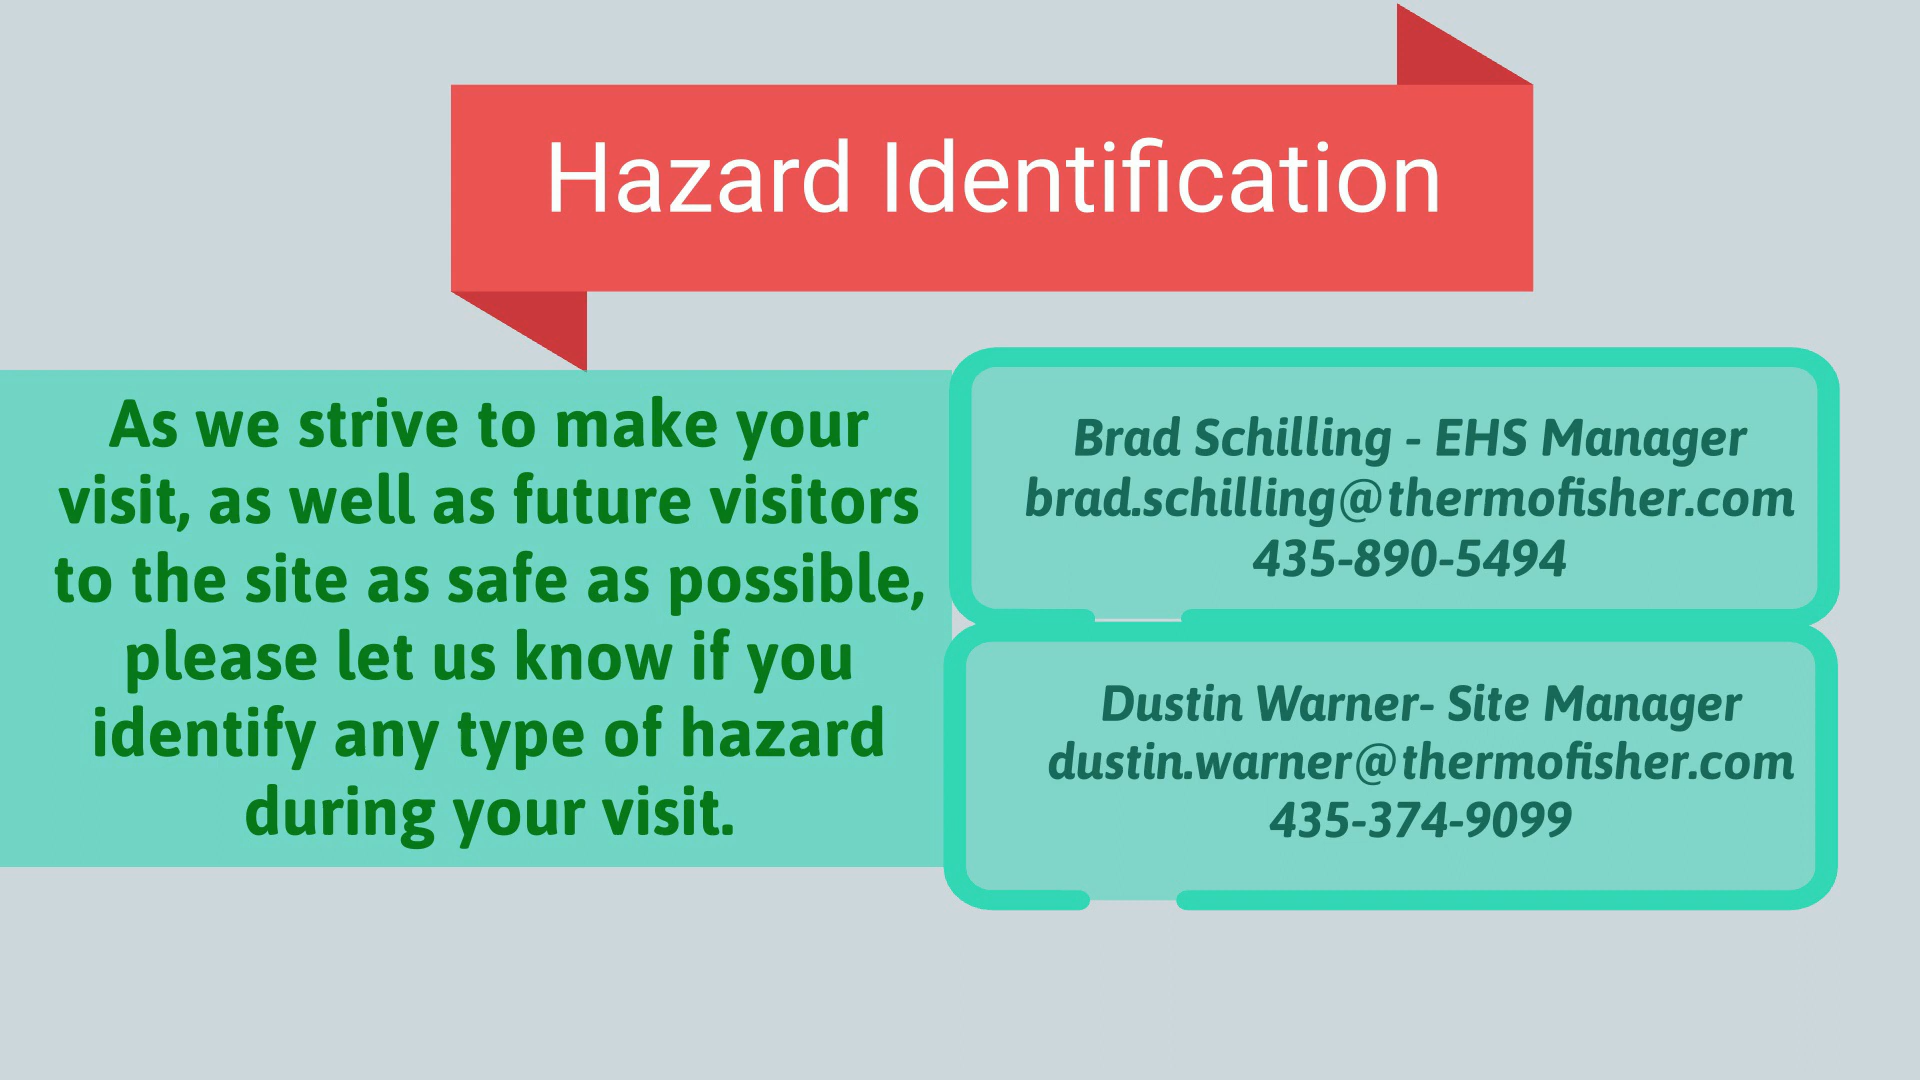 Hazard Identification
As we strive to make your
visit, as well as future visitors
to the site as safe as possible,
please let us know if you
identify any type of hazard
during your visit.
Brad Schilling - EHS Manager
brad.schilling@thermofisher.com
435-890-5494
Dustin Warner- Site Manager
dustin.warner@thermofisher.com
435-374-9099